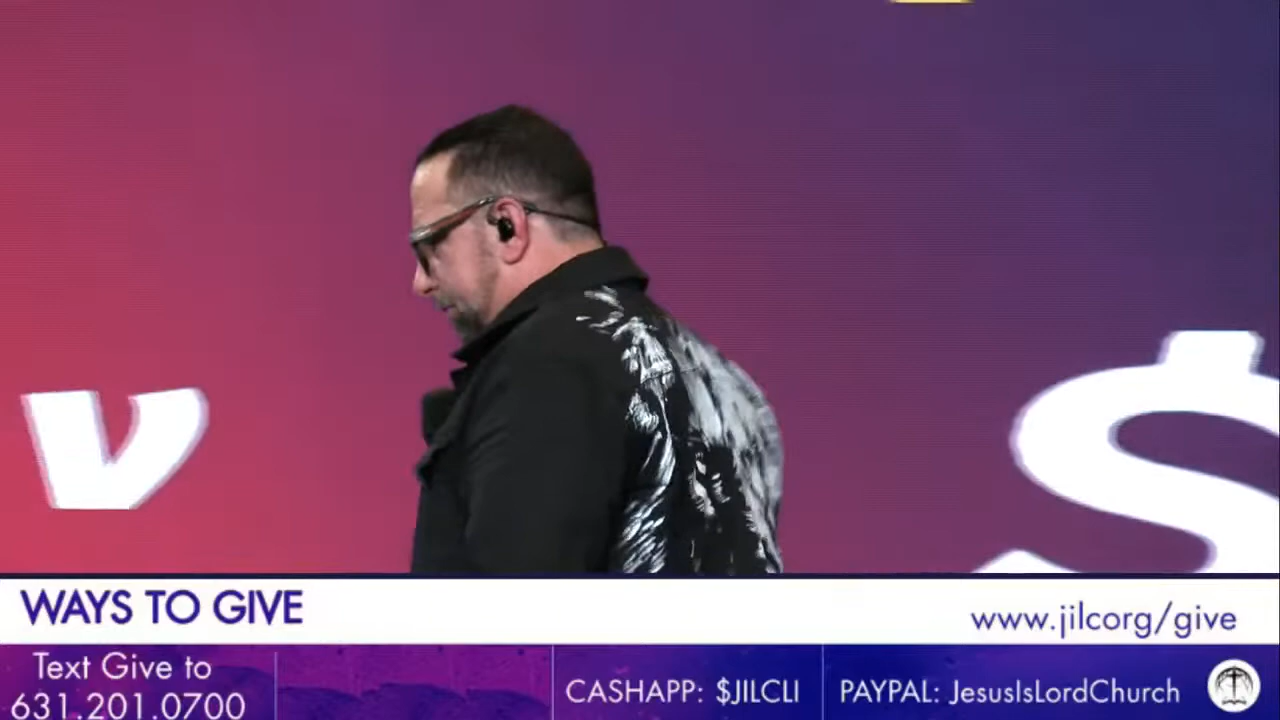 v
$
WAYS TO GIVE
www.jilcorg/give
Text Give to
631.201.0700
CASHAPP: $JILCLI
PAYPAL: JesusIsLordChurch